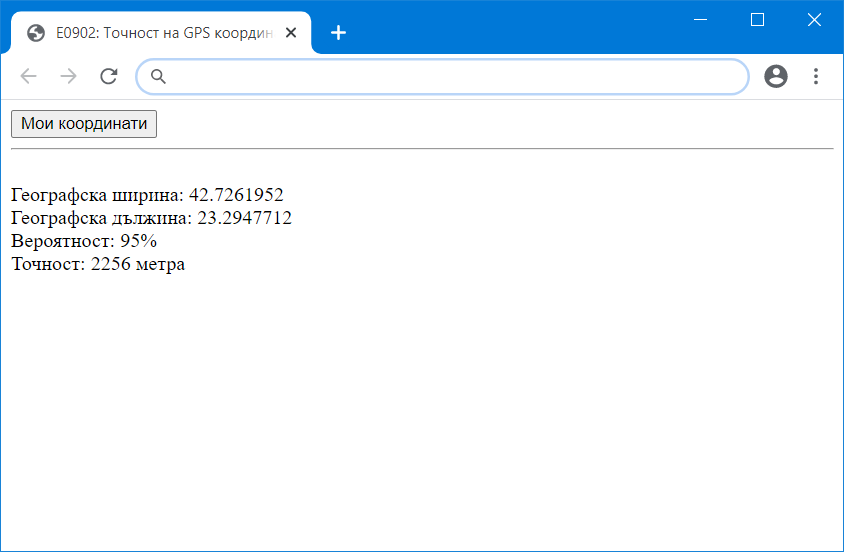 E0902: Точност на GPS координ
Мои координати
Географска ширина: 42.7261952
Географска дължина: 23.2947712
Вероятност: 95%
Точност: 2256 метра